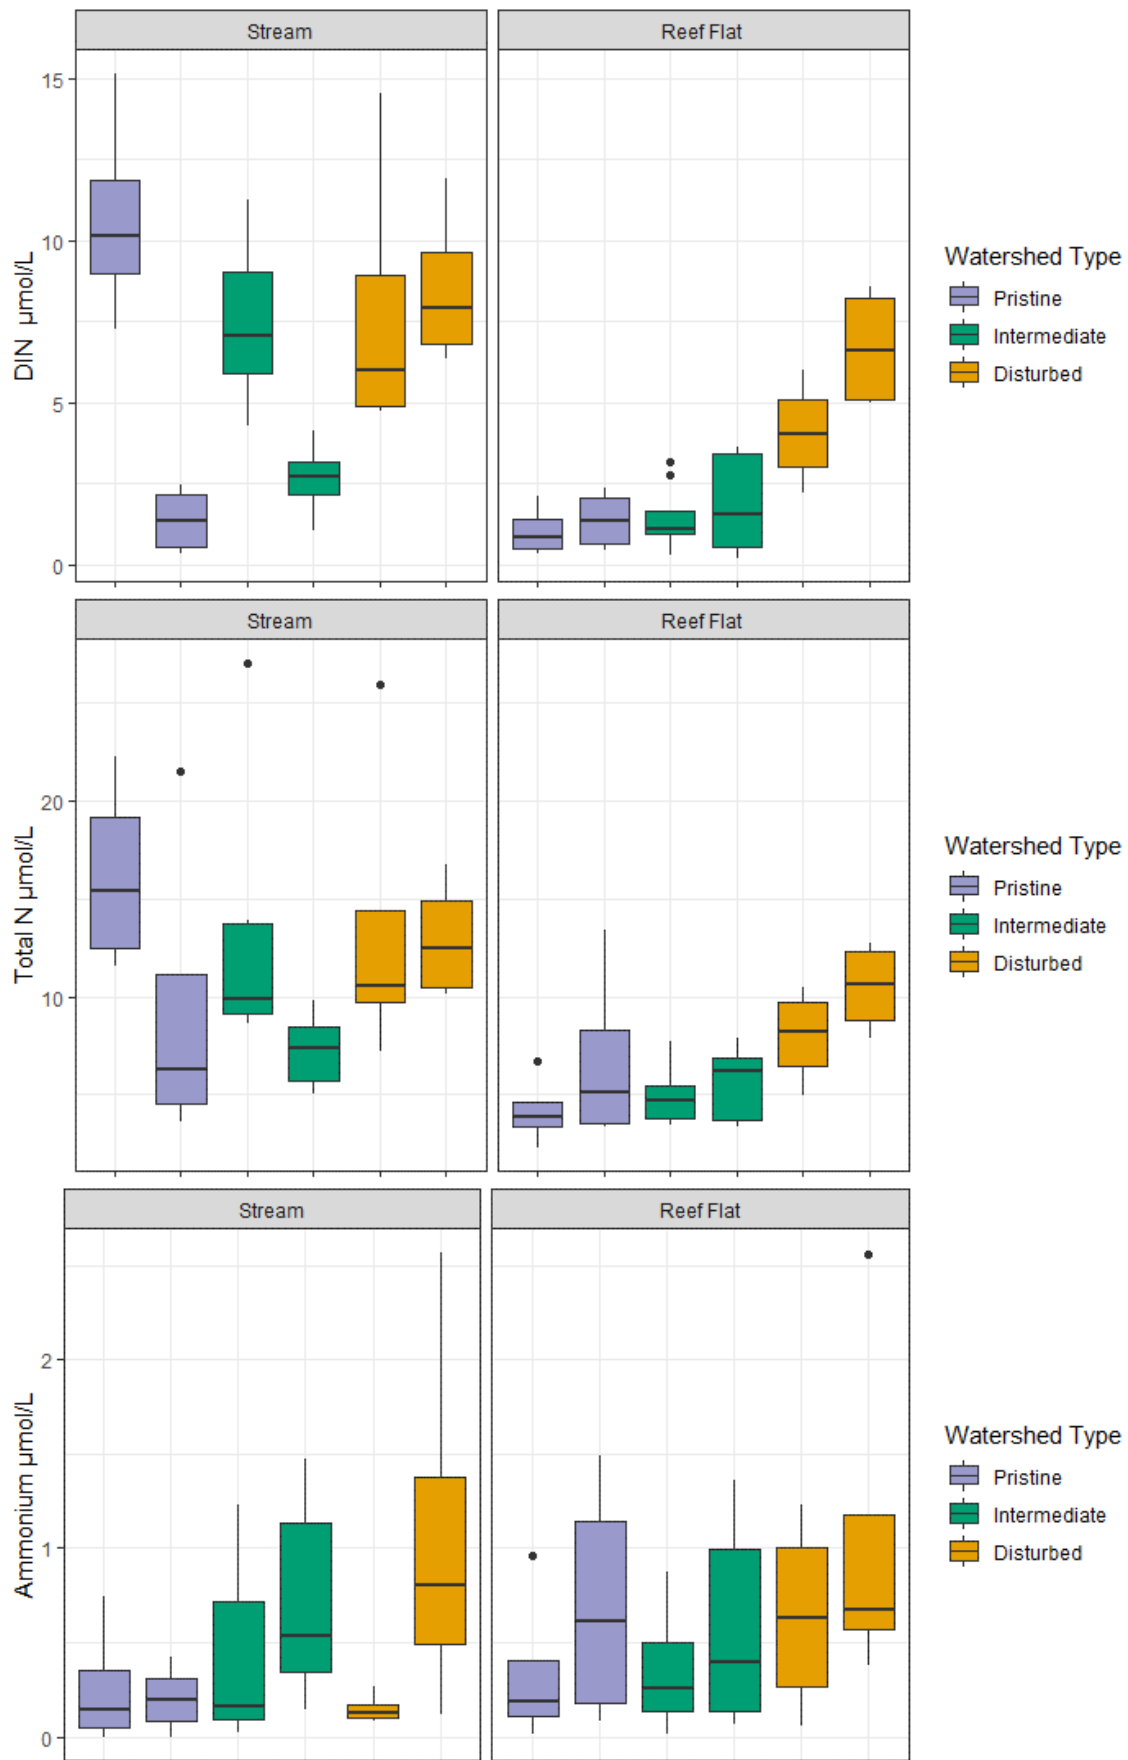 Stream Reef Flat
15
10
5
0
DIN µmol/L
Watershed Type
Pristine
Intermediate
Disturbed
Stream Reef Flat
20
10
Total N µmol/L
Watershed Type
Pristine
Intermediate
Disturbed
Stream Reef Flat
2
1
0
Ammonium µmol/L
Watershed Type
Pristine
Intermediate
Disturbed